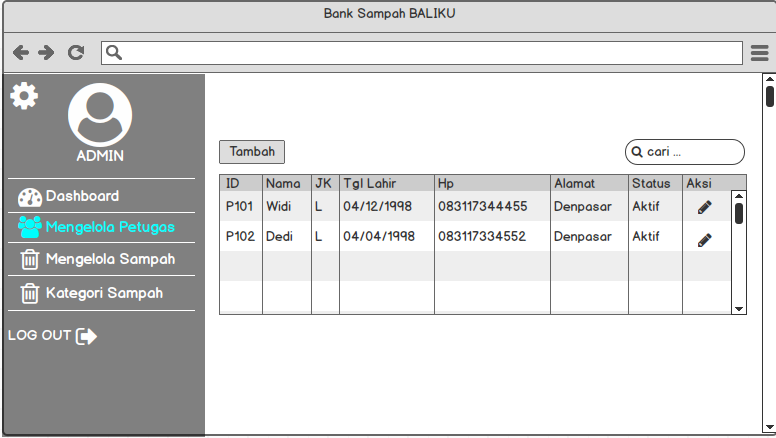 Bank Sampah BALIKU
ADMIN
Dashboard
Mengelola Petugas
Mengelola Sampah
Kategori Sampah
LOG OUT
Tambah
cari ...
ID Nama JK Tgl Lahir Hp Alamat Status Aksi
P101 Widi L 04/12/1998 083117344455 Denpasar Aktif
P102 Dedi L 04/04/1998 083117334552 Denpasar Aktif